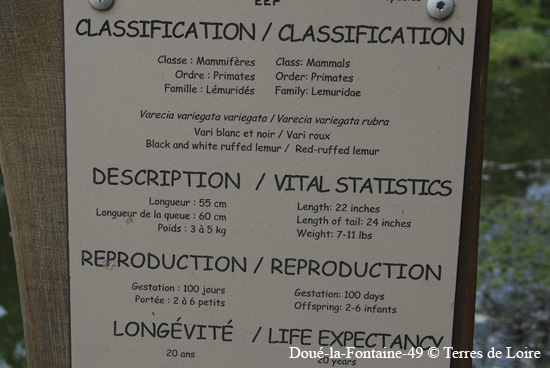 EEP
CLASSIFICATION / CLASSIFICATION
Classe : Mammifères Class: Mammals
Ordre : Primates Order: Primates
Famille : Lémuridés Family: Lemuridae
Varecia variegata variegata / Varecia variegata rubra
Vari blanc et noir / Vari roux
Black and white ruffed lemur / Red-ruffed lemur
DESCRIPTION / VITAL STATISTICS
Longueur : 55 cm Length: 22 inches
Longueur de la queue : 60 cm Length of tail: 24 inches
Poids : 3 à 5 kg Weight: 7-11 lbs
REPRODUCTION / REPRODUCTION
Gestation : 100 jours Gestation: 100 days
Portée : 2 à 6 petits Offspring: 2-6 infants
LONGÉVITÉ / LIFE EXPECTANCY
20 ans 20 years
Doué-la-Fontaine-49 © Terres de Loire